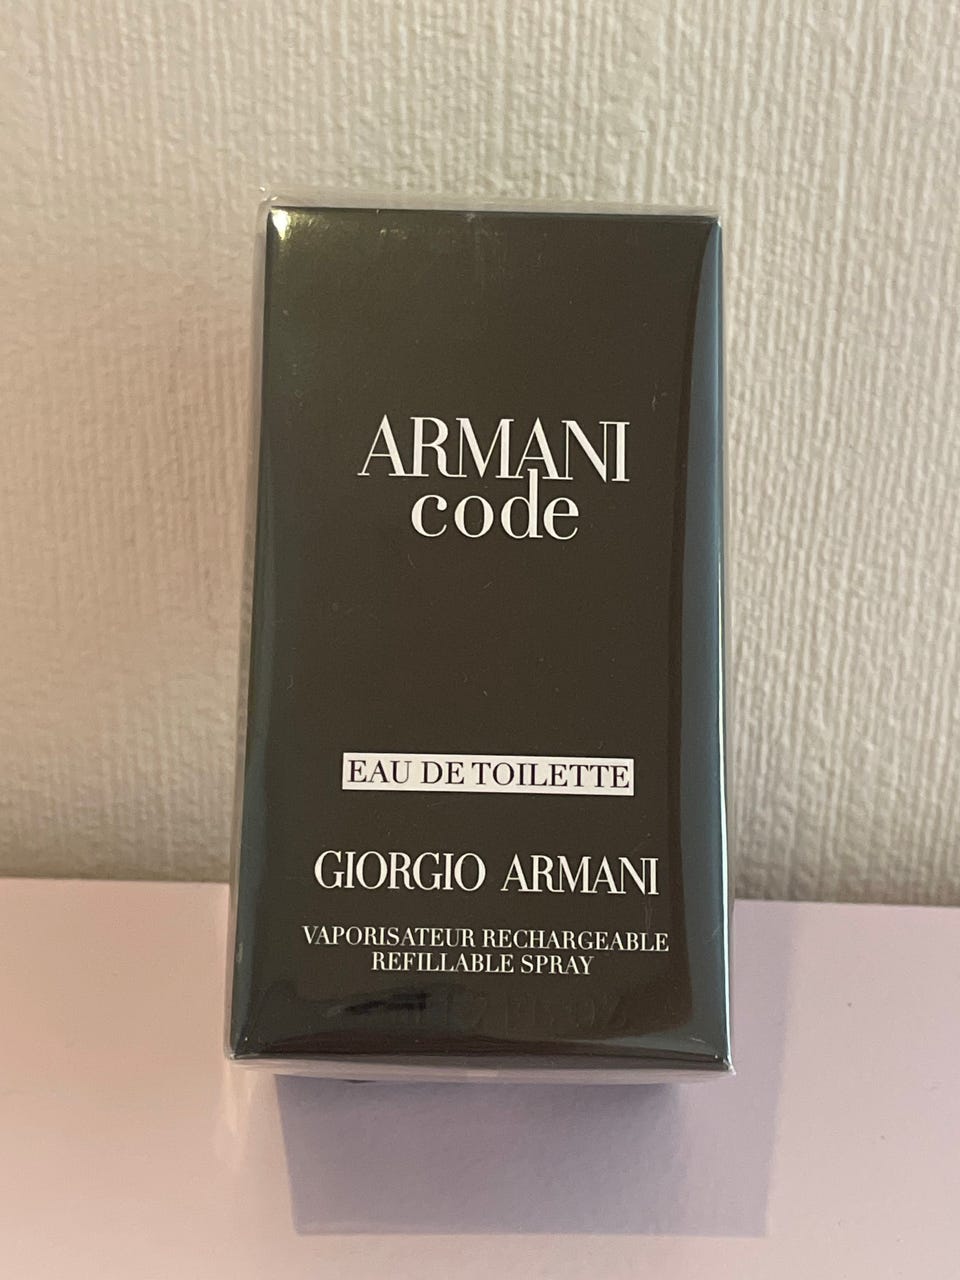 ARMANI
code
EAU DE TOILETTE
GIORGIO ARMANI
VAPORISATEUR RECHARGEABLE
REFILLABLE SPRAY